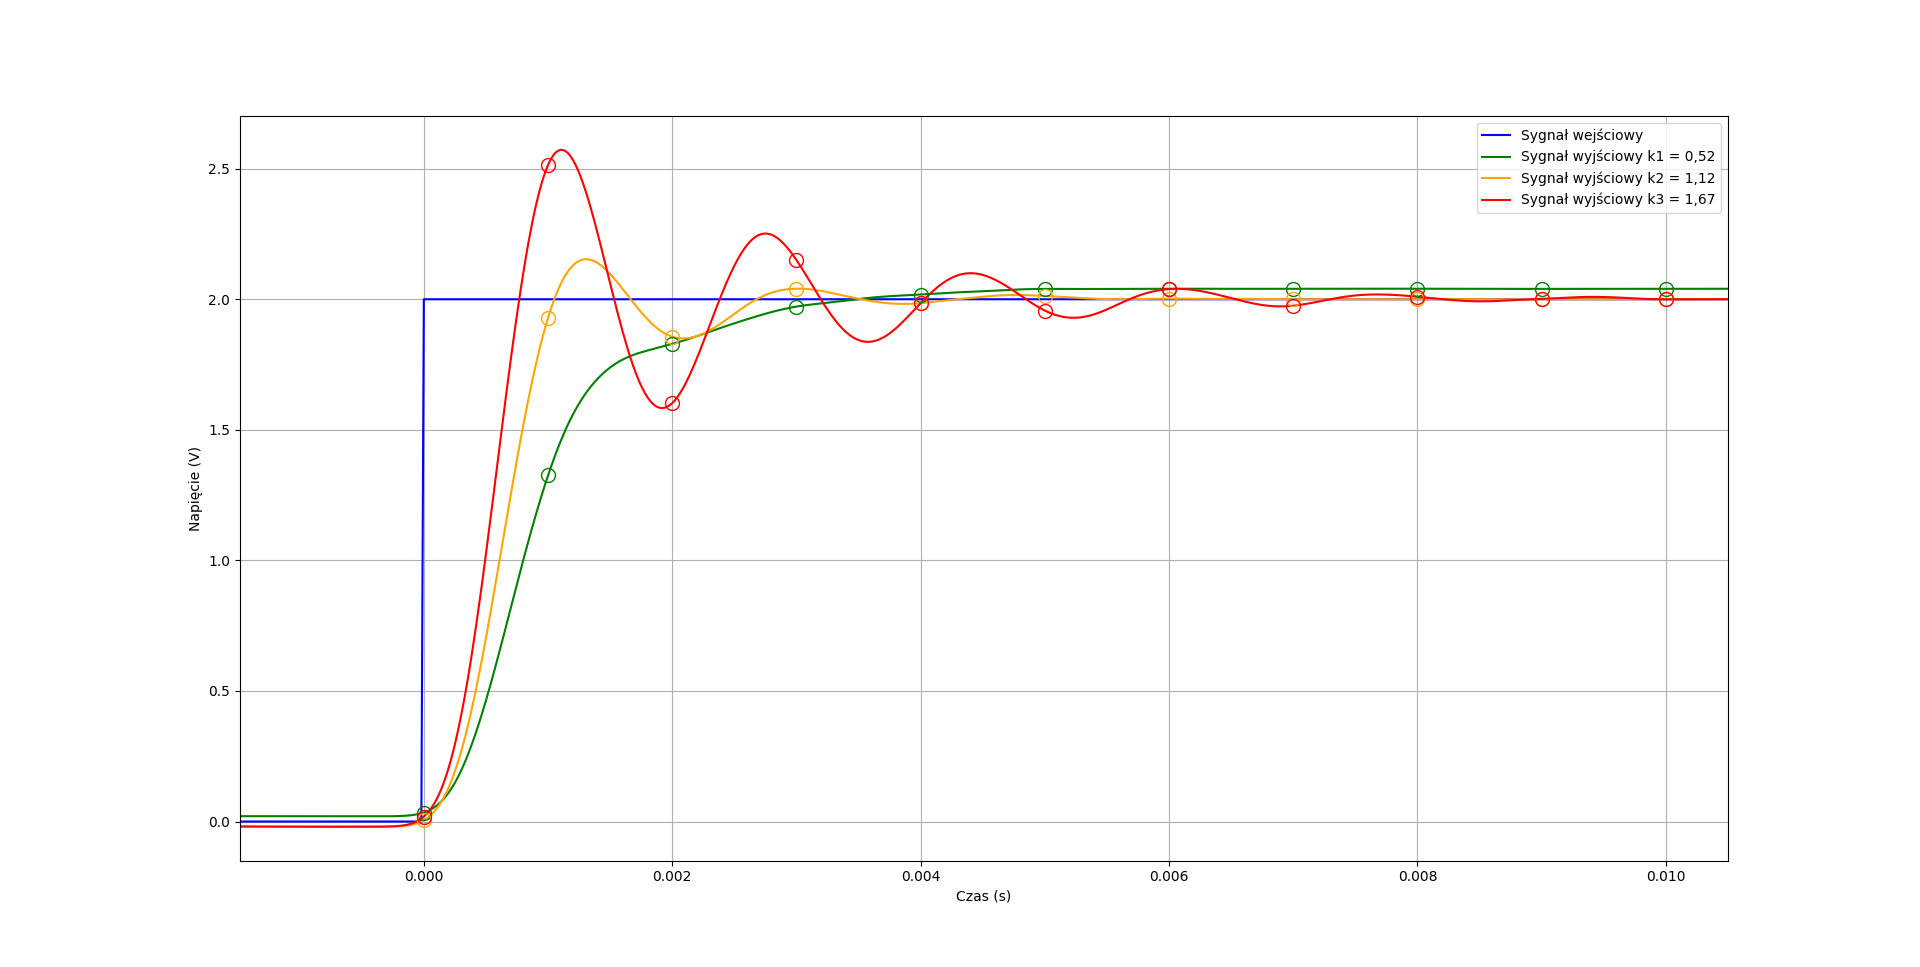 Sygnał wejściowy
Sygnał wyjściowy k1 = 0,52
Sygnał wyjściowy k2 = 1,12
Sygnał wyjściowy k3 = 1,67
2.5
2.0
1.5
1.0
0.5
0.0
Napięcie (V)
0.000 0.002 0.004 0.006 0.008 0.010
Czas (s)